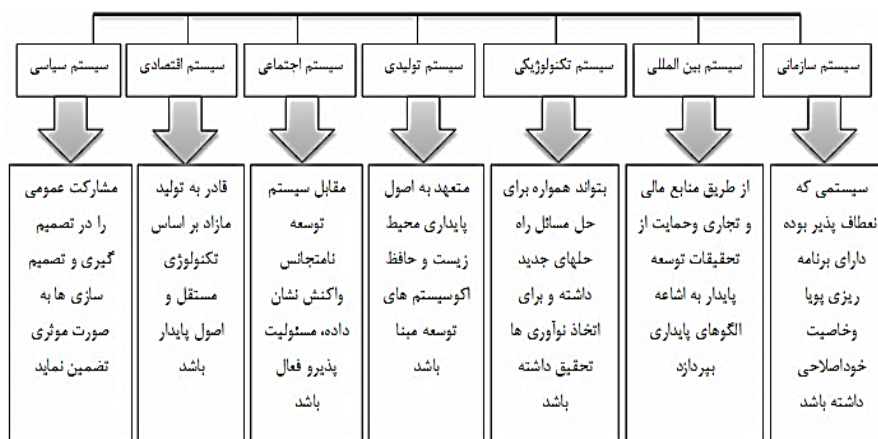 سیستم سازمانی
سیستم بین المللی
سیستم تکنولوژیکی
سیستم تولیدی
سیستم اجتماعی
سیستم اقتصادی
سیستم سیاسی
سیستمی که
نعطاف پذیر بوده
دارای برنامه
ریزی پویا
وخاصیت
خوداصلاحی
داشته باشد
از طریق منابع مالی
و تجاری وحمایت از
تحقیقات توسعه
پایدار به اشاعه
الگوهای پایداری
بپردازد
بتواند همواره برای
حل مسائل راه
حلهای جدید
داشته و برای
اتخاذ نوآوری ها
تحقیق داشته
باشد
متعهد به اصول
پایداری محیط
زیست و حافظ
اکوسیستم های
توسعه مبنا
باشد
مقابل سیستم
توسعه
نامتجانس
واکنش نشان
داده، مسئولیت
پذیرو فعال
باشد
قادر به تولید
مازاد بر اساس
تکنولوژی
مستقل و
اصول پایدار
باشد
مشارکت عمومی
را در تصمیم
گیری و تصمیم
سازی ها به
صورت موثری
تضمین نماید